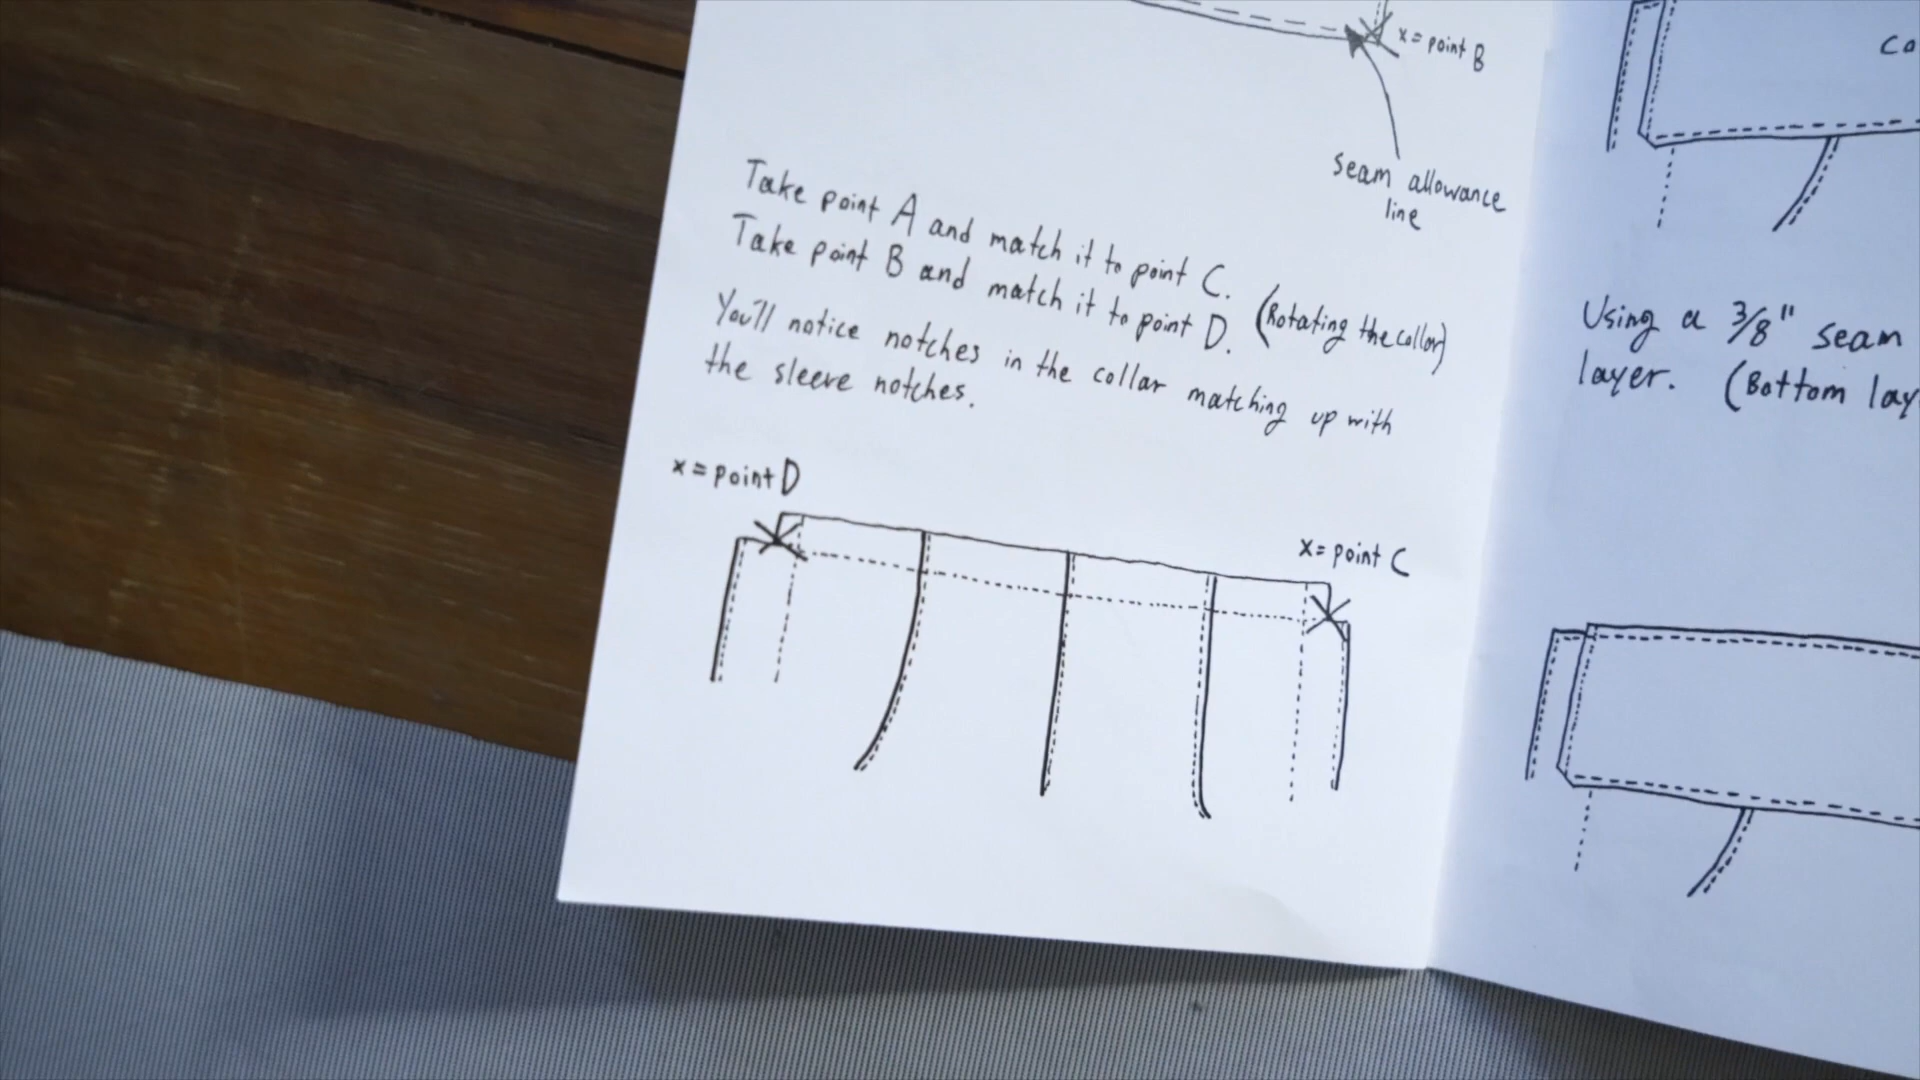 x = point B
seam allowance
line
Take point A and match it to point C.
Take point B and match it to point D. (Rotating the collar)
You'll notice notches in the collar matching up with
the sleeve notches.
x = point D
x = point C
Using a 3/8" seam
layer. (Bottom